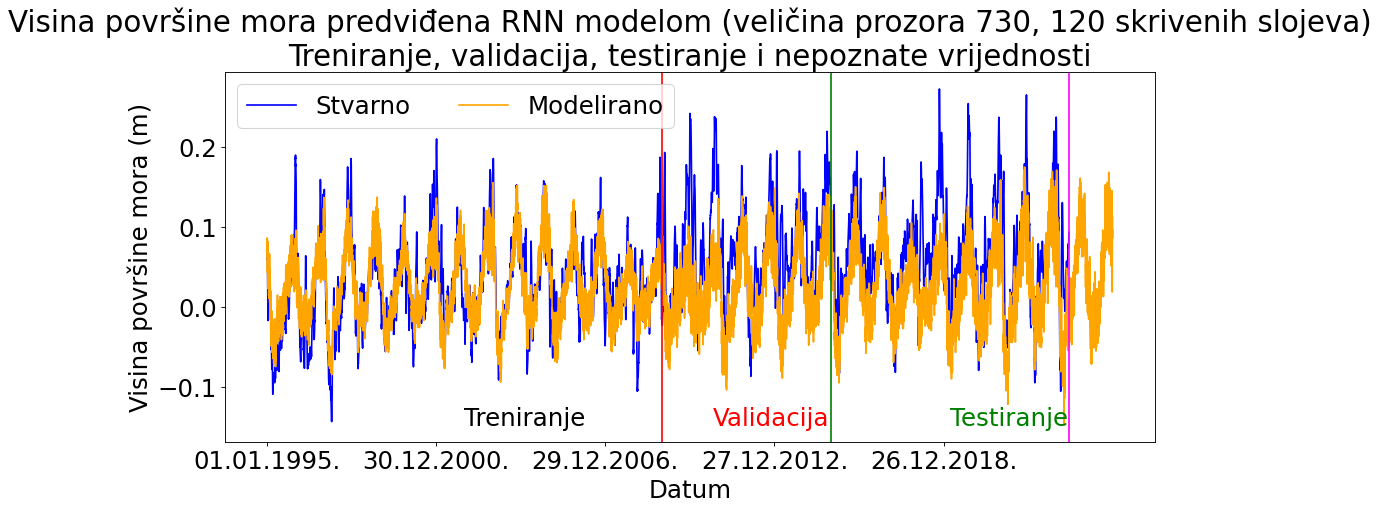 Visina površine mora predviđena RNN modelom (veličina prozora 730, 120 skrivenih slojeva)
Treniranje, validacija, testiranje i nepoznate vrijednosti
Stvarno
Modelirano
Visina površine mora (m)
0.2
0.1
0.0
−0.1
Treniranje
Validacija
Testiranje
01.01.1995.
30.12.2000.
29.12.2006.
27.12.2012.
26.12.2018.
Datum